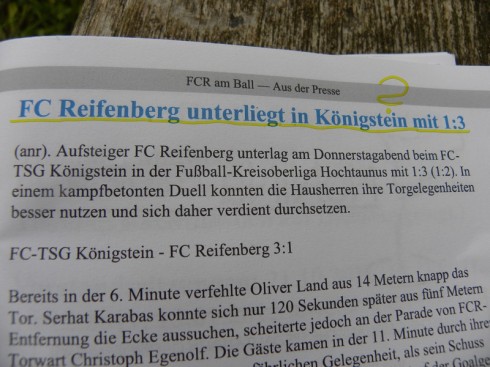 FCR am Ball — Aus der Presse
FC Reifenberg unterliegt in Königstein mit 1:3
(anr). Aufsteiger FC Reifenberg unterlag am Donnerstagabend beim FC-
TSG Königstein in der Fußball-Kreisoberliga Hochtaunus mit 1:3 (1:2). In
einem kampfbetonten Duell konnten die Hausherren ihre Torgelegenheiten
besser nutzen und sich daher verdient durchsetzen.
FC-TSG Königstein - FC Reifenberg 3:1
Bereits in der 6. Minute verfehlte Oliver Land aus 14 Metern knapp das
Tor. Serhat Karabas konnte sich nur 120 Sekunden später aus fünf Metern
Entfernung die Ecke aussuchen, scheiterte jedoch an der Parade von FCR-
Torwart Christoph Egenolf. Die Gäste kamen in der 11. Minute durch ihre
Gelegenheit, als sein Schuss